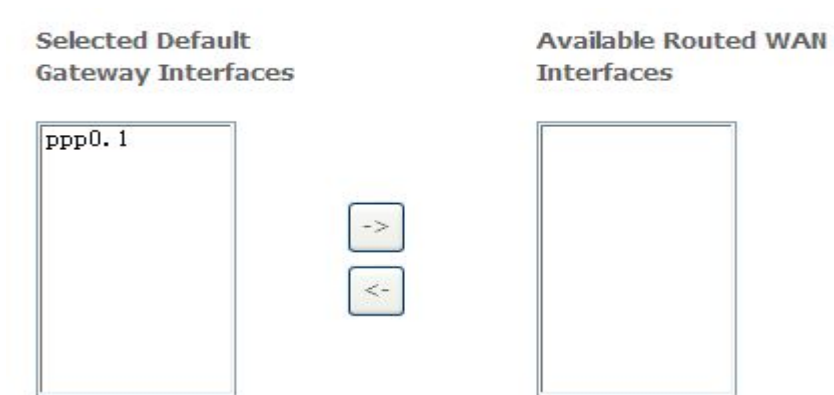 Selected Default
Gateway Interfaces
Available Routed WAN
Interfaces
ppp0.1
->
<-